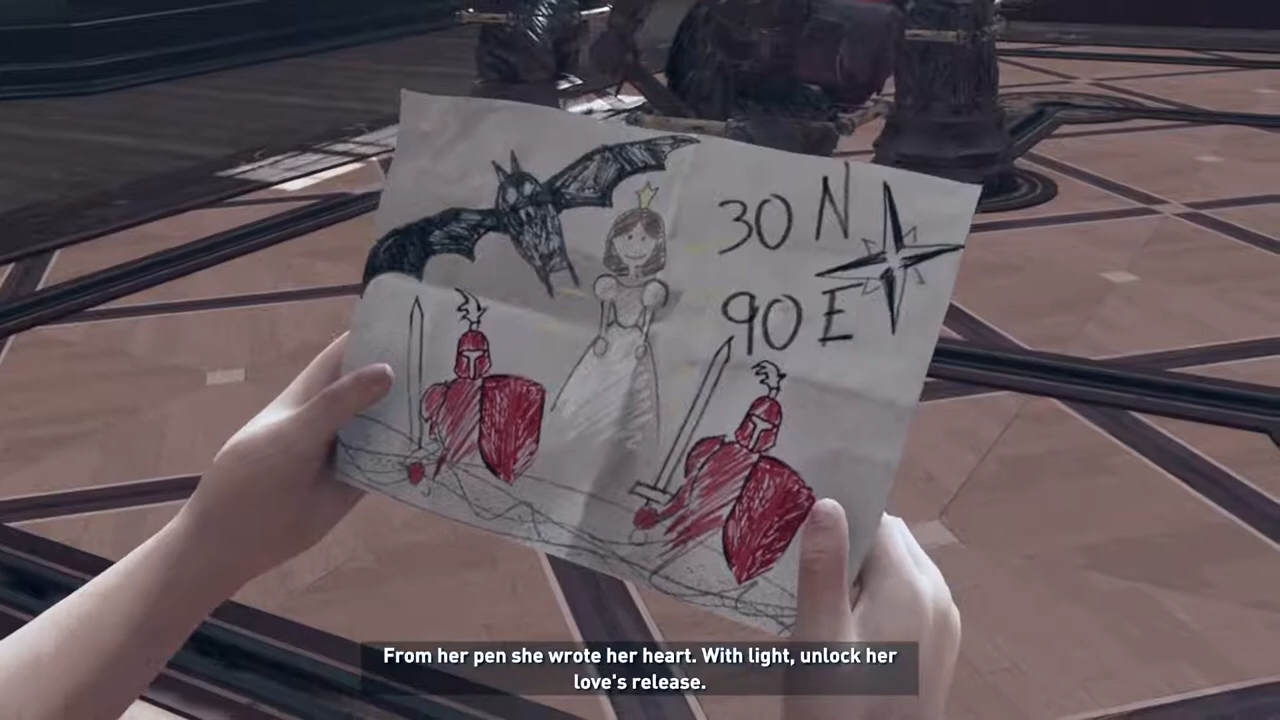 30 N
90 E
From her pen she wrote her heart. With light, unlock her
love's release.